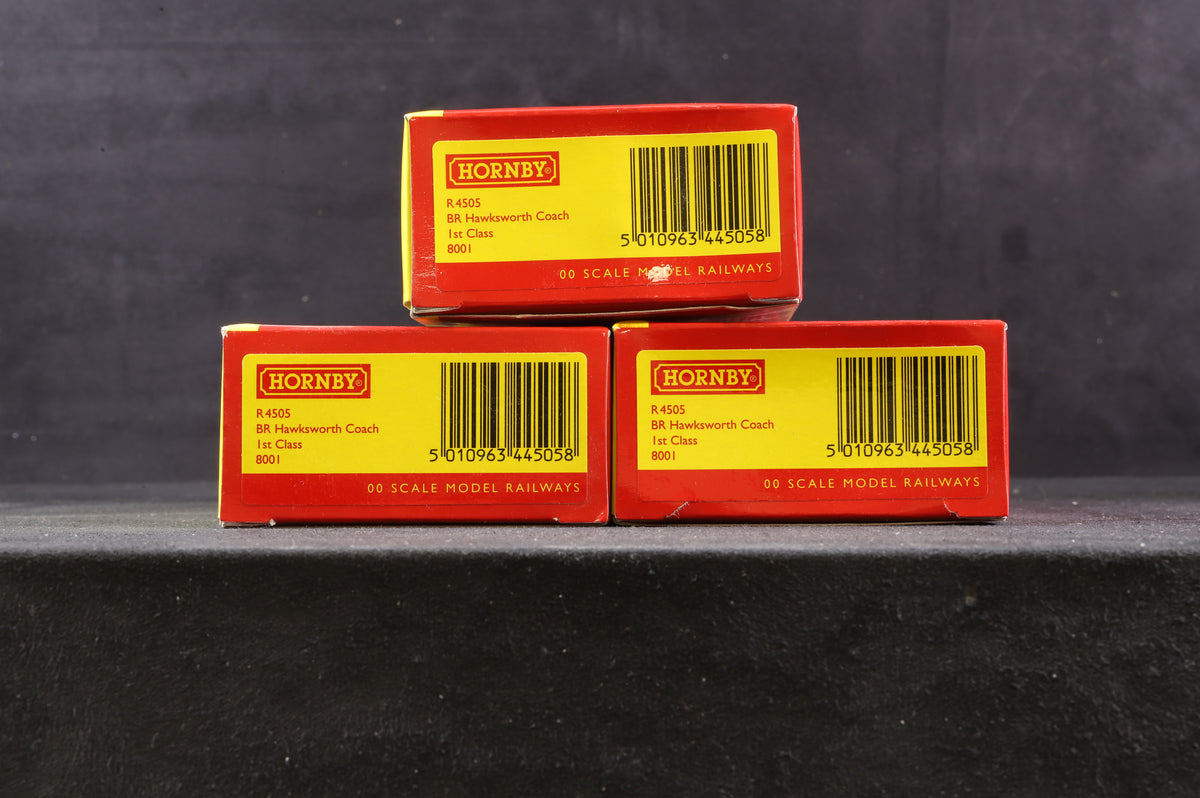 HORNBY®
R4505
BR Hawksworth Coach
1st Class
8001
5 010963 445058
00 SCALE MODEL RAILWAYS
HORNBY®
R4505
BR Hawksworth Coach
1st Class
8001
5 010963 445058
00 SCALE MODEL RAILWAYS
HORNBY®
R4505
BR Hawksworth Coach
1st Class
8001
5 010963 445058
00 SCALE MODEL RAILWAYS